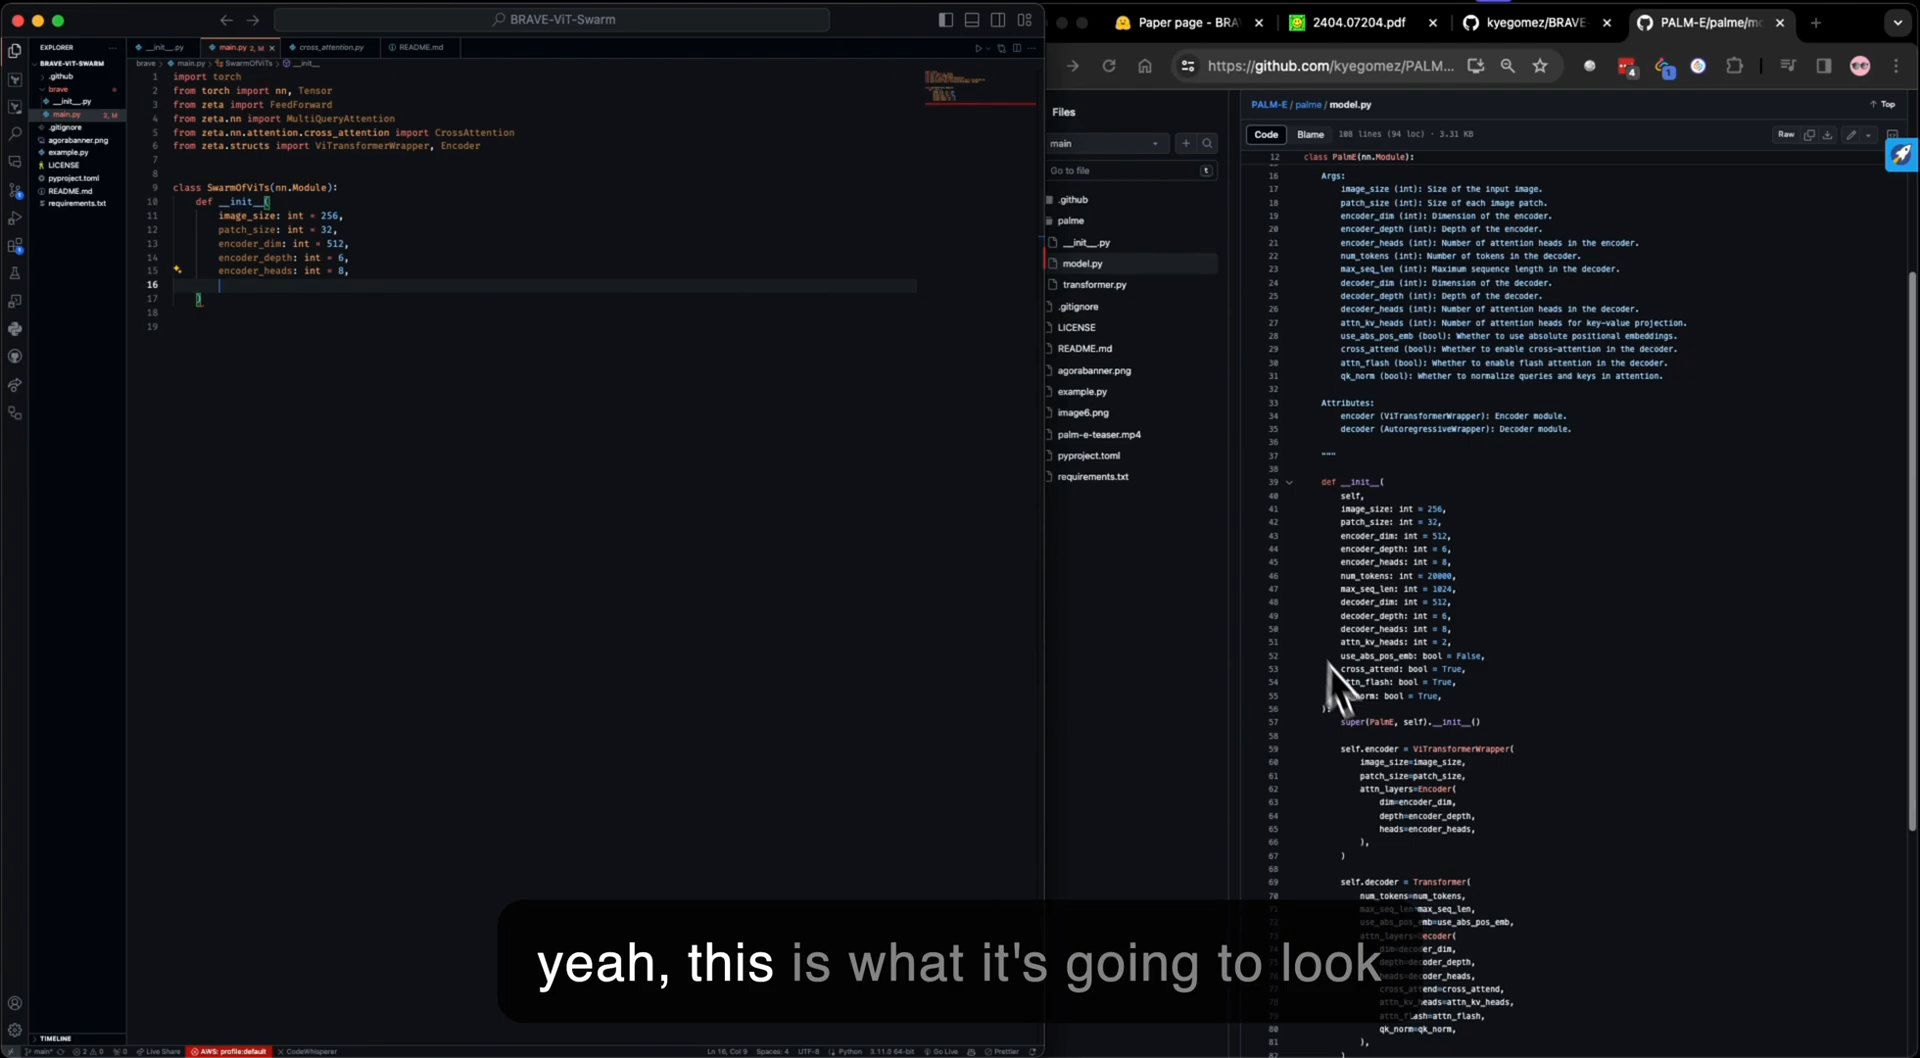 BRAVE-ViT-Swarm
EXPLORER
BRAVE-VIT-SWARM
.github
brave
__init__.py
main.py 2, M
.gitignore
agorabanner.png
example.py
LICENSE
pyproject.toml
README.md
requirements.txt
TIMELINE
__init__.py
main.py 2, M
cross_attention.py
README.md
brave > main.py > SwarmOfViTs > __init__
1 import torch
2 from torch import nn, Tensor
3 from zeta import FeedForward
4 from zeta.nn import MultiQueryAttention
5 from zeta.nn.attention.cross_attention import CrossAttention
6 from zeta.structs import ViTransformerWrapper, Encoder
7
8
9 class SwarmOfViTs(nn.Module):
10 def __init__(
11 image_size: int = 256,
12 patch_size: int = 32,
13 encoder_dim: int = 512,
14 encoder_depth: int = 6,
15 encoder_heads: int = 8,
16
17 )
18
19
main*
2 0
Live Share
AWS: profile:default
CodeWhisperer
Ln 16, Col 9
Spaces: 4
UTF-8
Python
3.11.0 64-bit
Go Live
Prettier
Paper page - BRA
2404.07204.pdf
kyegomez/BRAVE-
PALM-E/palme/mo
https://github.com/kyegomez/PALM...
4
1
Files
main
Go to file
t
.github
palme
__init__.py
model.py
transformer.py
.gitignore
LICENSE
README.md
agorabanner.png
example.py
image6.png
palm-e-teaser.mp4
pyproject.toml
requirements.txt
PALM-E / palme / model.py
Top
Code
Blame
108 lines (94 loc) · 3.31 KB
Raw
12 class PalmE(nn.Module):
16 Args:
17 image_size (int): Size of the input image.
18 patch_size (int): Size of each image patch.
19 encoder_dim (int): Dimension of the encoder.
20 encoder_depth (int): Depth of the encoder.
21 encoder_heads (int): Number of attention heads in the encoder.
22 num_tokens (int): Number of tokens in the decoder.
23 max_seq_len (int): Maximum sequence length in the decoder.
24 decoder_dim (int): Dimension of the decoder.
25 decoder_depth (int): Depth of the decoder.
26 decoder_heads (int): Number of attention heads in the decoder.
27 attn_kv_heads (int): Number of attention heads for key-value projection.
28 use_abs_pos_emb (bool): Whether to use absolute positional embeddings.
29 cross_attend (bool): Whether to enable cross-attention in the decoder.
30 attn_flash (bool): Whether to enable flash attention in the decoder.
31 qk_norm (bool): Whether to normalize queries and keys in attention.
32
33 Attributes:
34 encoder (ViTransformerWrapper): Encoder module.
35 decoder (AutoregressiveWrapper): Decoder module.
36
37 """
38
39 def __init__(
40 self,
41 image_size: int = 256,
42 patch_size: int = 32,
43 encoder_dim: int = 512,
44 encoder_depth: int = 6,
45 encoder_heads: int = 8,
46 num_tokens: int = 20000,
47 max_seq_len: int = 1024,
48 decoder_dim: int = 512,
49 decoder_depth: int = 6,
50 decoder_heads: int = 8,
51 attn_kv_heads: int = 2,
52 use_abs_pos_emb: bool = False,
53 cross_attend: bool = True,
54 attn_flash: bool = True,
55 norm: bool = True,
56 ):
57 super(PalmE, self).__init__()
58
59 self.encoder = ViTransformerWrapper(
60 image_size=image_size,
61 patch_size=patch_size,
62 attn_layers=Encoder(
63 dim=encoder_dim,
64 depth=encoder_depth,
65 heads=encoder_heads,
66 ),
67 )
68
69 self.decoder = Transformer(
70 num_tokens=num_tokens,
71 max_seq_len=max_seq_len,
72 use_abs_pos_emb=use_abs_pos_emb,
attn_layers=Decoder(
dim=decoder_dim,
depth=decoder_depth,
heads=decoder_heads,
cross_attend=cross_attend,
attn_kv_heads=attn_kv_heads,
attn_flash=attn_flash,
80 qk_norm=qk_norm,
81 ),
82 )
yeah, this is what it's going to look